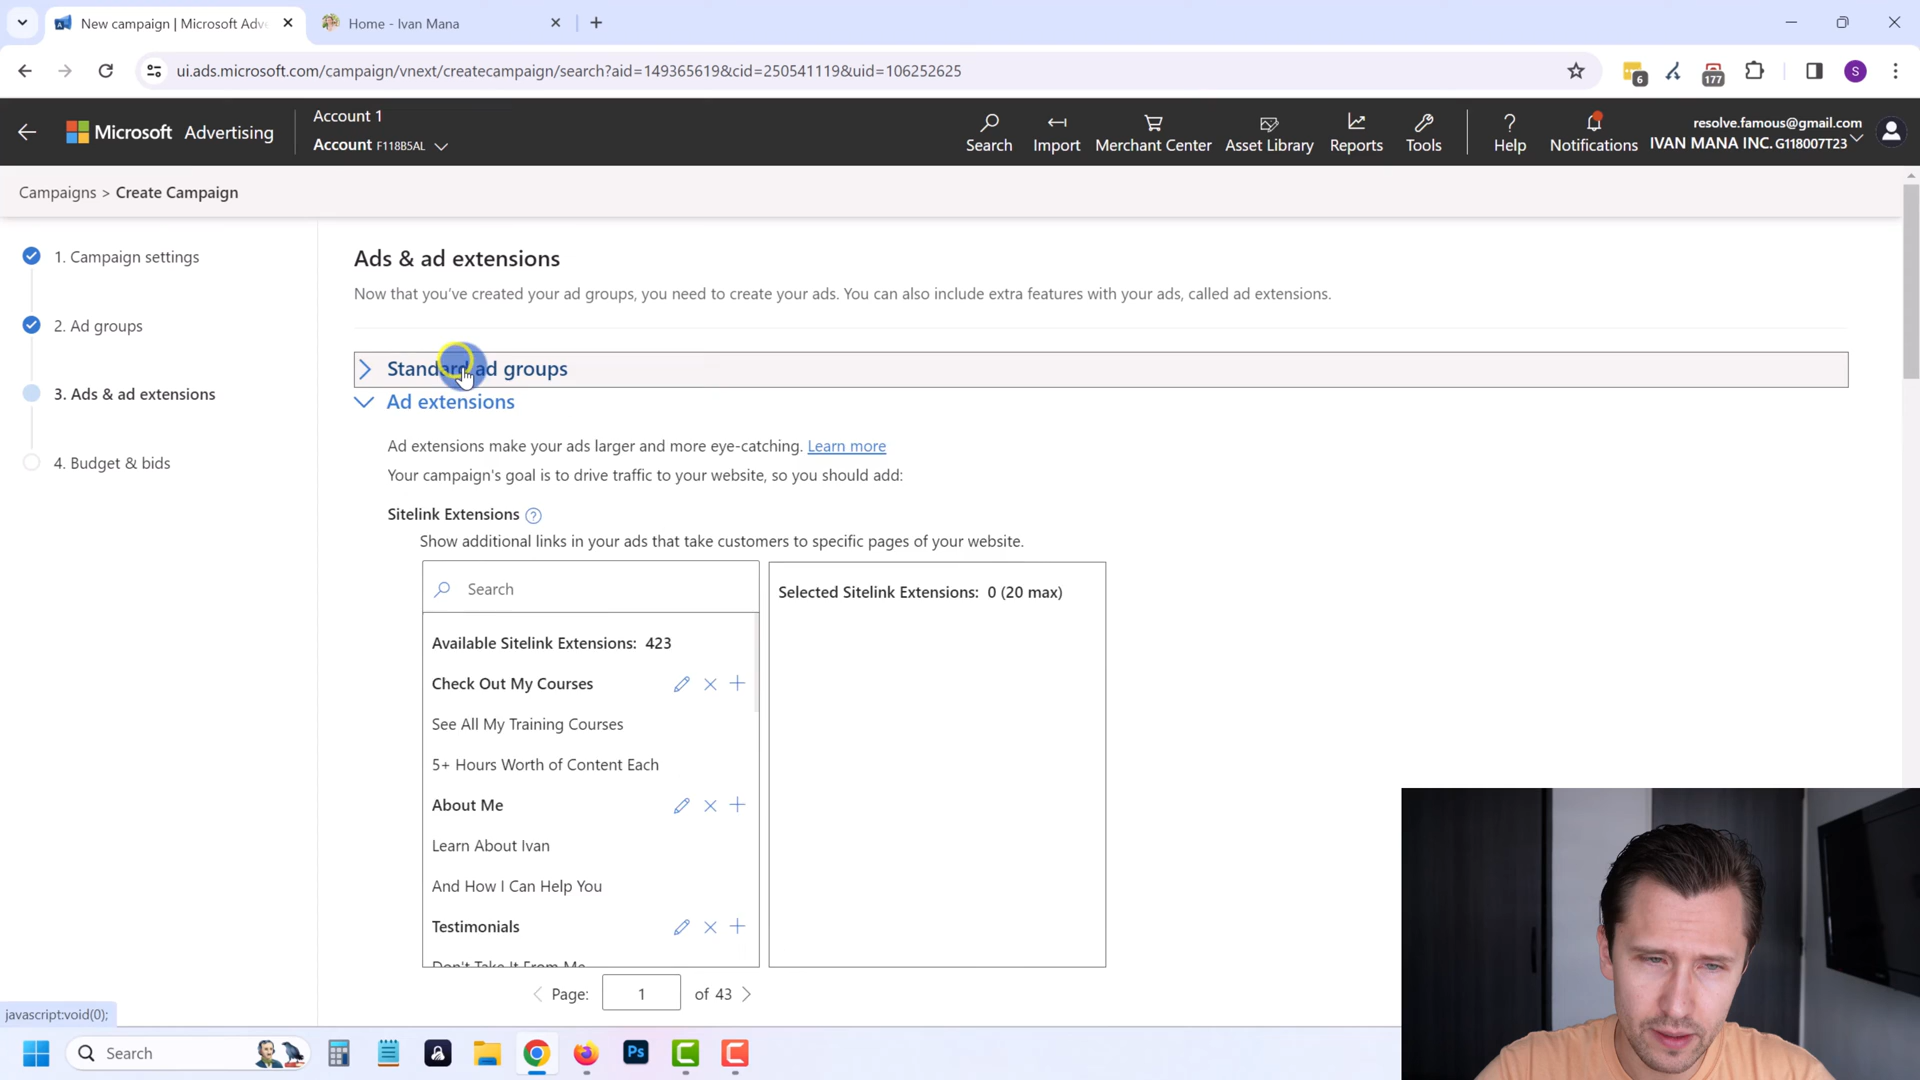 New campaign | Microsoft Adve
Home - Ivan Mana
ui.ads.microsoft.com/campaign/vnext/createcampaign/search?aid=149365619&cid=250541119&uid=106252625
6
177
S
Microsoft Advertising
Account 1
Account F118B5AL
Search
Import
Merchant Center
Asset Library
Reports
Tools
Help
Notifications
resolve.famous@gmail.com
IVAN MANA INC. G118007T23
Campaigns > Create Campaign
1. Campaign settings
2. Ad groups
3. Ads & ad extensions
4. Budget & bids
Ads & ad extensions
Now that you've created your ad groups, you need to create your ads. You can also include extra features with your ads, called ad extensions.
Standard ad groups
Ad extensions
Ad extensions make your ads larger and more eye-catching. Learn more
Your campaign's goal is to drive traffic to your website, so you should add:
Sitelink Extensions ?
Show additional links in your ads that take customers to specific pages of your website.
Search
Selected Sitelink Extensions: 0 (20 max)
Available Sitelink Extensions: 423
Check Out My Courses
See All My Training Courses
5+ Hours Worth of Content Each
About Me
Learn About Ivan
And How I Can Help You
Testimonials
Don't Take It From Me
Page: 1 of 43
javascript:void(0);
Search
Ps